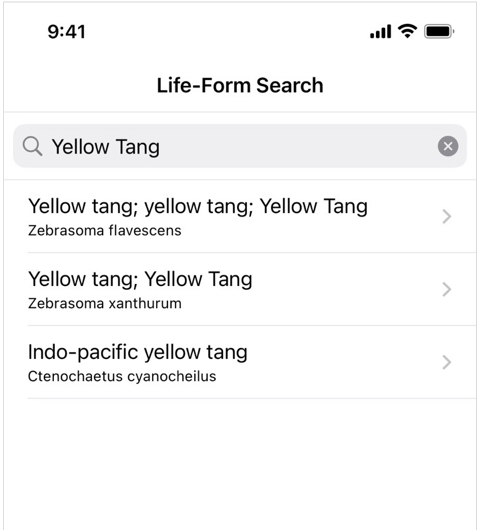 9:41
Life-Form Search
Yellow Tang
Yellow tang; yellow tang; Yellow Tang
Zebrasoma flavescens
Yellow tang; Yellow Tang
Zebrasoma xanthurum
Indo-pacific yellow tang
Ctenochaetus cyanocheilus